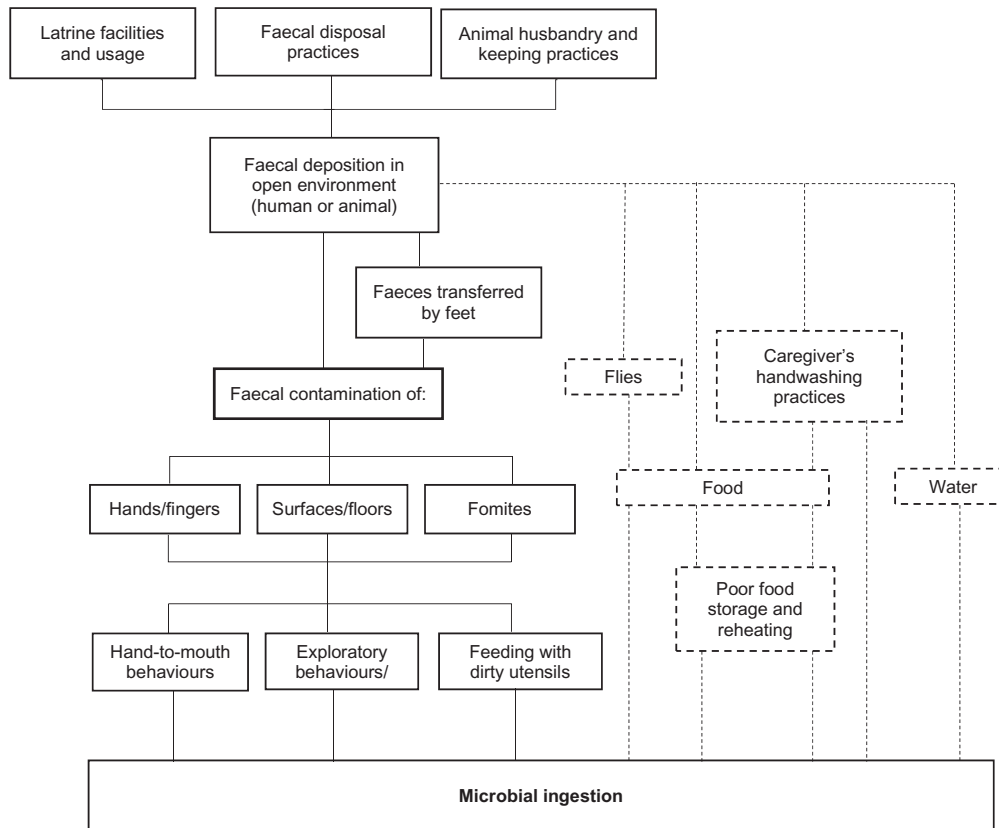 Latrine facilities
and usage
Faecal disposal
practices
Animal husbandry and
keeping practices
Faecal deposition in
open environment
(human or animal)
Faeces transferred
by feet
Faecal contamination of:
Flies
Caregiver's
handwashing
practices
Hands/fingers
Surfaces/floors
Fomites
Food
Water
Poor food
storage and
reheating
Hand-to-mouth
behaviours
Exploratory
behaviours/
Feeding with
dirty utensils
Microbial ingestion